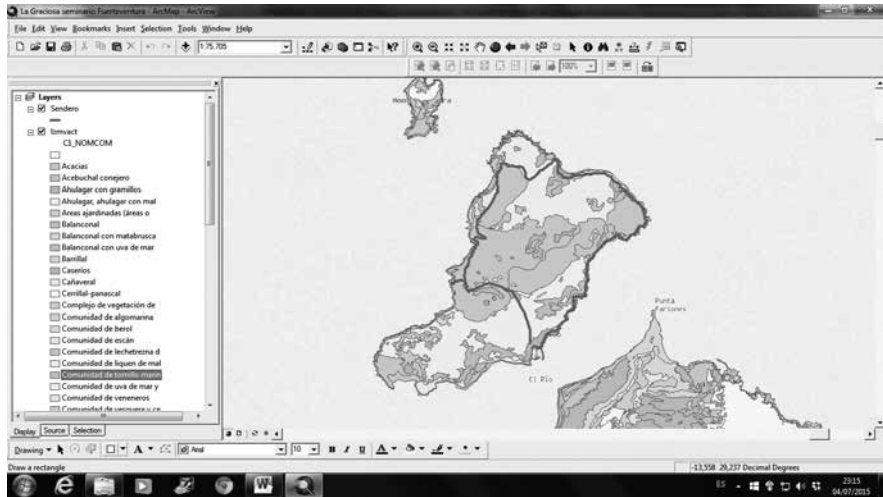 La Graciosa seminario Fuerteventura - ArcMap - ArcView
File Edit View Bookmarks Insert Selection Tools Window Help
1:75.705
100%
Layers
Sendero
lzmvact
C1_NOMCOM
Acacias
Acebuchal conejero
Ahulagar con gramillos
Ahulagar, ahulagar con mal
Areas ajardinadas (áreas o
Balanconal
Balanconal con matabrusca
Balanconal con uva de mar
Barrillal
Caseríos
Cañaveral
Cerrillal-panascal
Complejo de vegetación de
Comunidad de algomarina
Comunidad de berol
Comunidad de escán
Comunidad de lechetrezna d
Comunidad de liquen de mal
Comunidad de tomillo marin
Comunidad de uva de mar y
Comunidad de veneneros
Punta
Fariones
El Río
Display Source Selection
Drawing
A
Arial
10
B I U A
Draw a rectangle
-13,558 29,237 Decimal Degrees
ES
23:15
04/07/2015